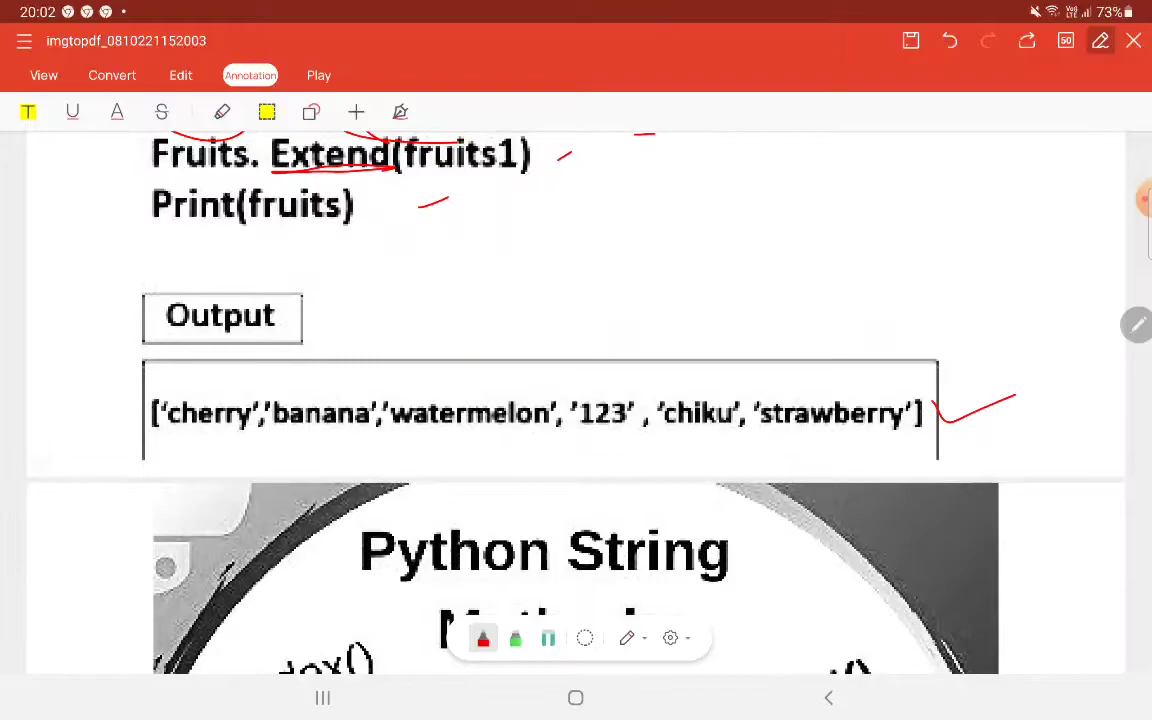 20:02
73%
imgtopdf_0810221152003
50
View Convert Edit Annotation Play
T U A S
Fruits. Extend(fruits1)
Print(fruits)
Output
['cherry','banana','watermelon', '123' , 'chiku', 'strawberry']
Python String